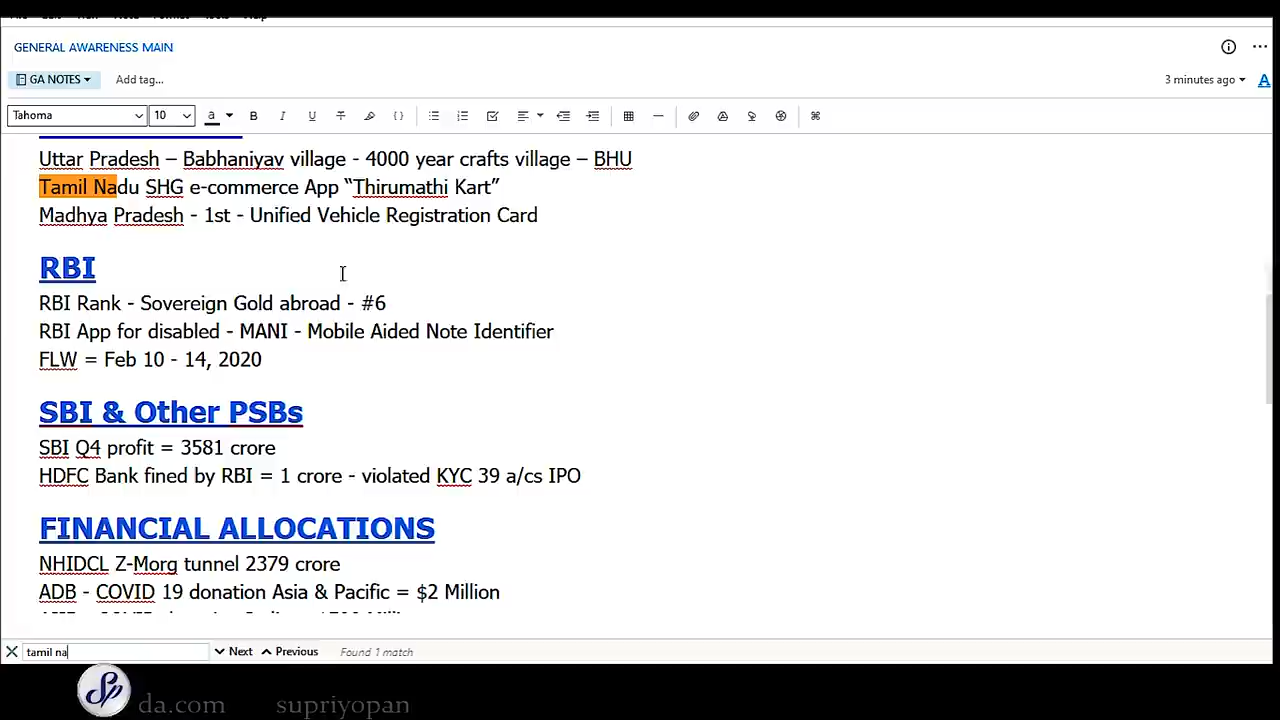 GENERAL AWARENESS MAIN
GA NOTES
Add tag...
3 minutes ago
Tahoma
10
Uttar Pradesh – Babhaniyav village - 4000 year crafts village – BHU
Tamil Nadu SHG e-commerce App “Thirumathi Kart”
Madhya Pradesh - 1st - Unified Vehicle Registration Card
RBI
RBI Rank - Sovereign Gold abroad - #6
RBI App for disabled - MANI - Mobile Aided Note Identifier
FLW = Feb 10 - 14, 2020
SBI & Other PSBs
SBI Q4 profit = 3581 crore
HDFC Bank fined by RBI = 1 crore - violated KYC 39 a/cs IPO
FINANCIAL ALLOCATIONS
NHIDCL Z-Morg tunnel 2379 crore
ADB - COVID 19 donation Asia & Pacific = $2 Million
tamil na
Next
Previous
Found 1 match
da.com
supriyopan